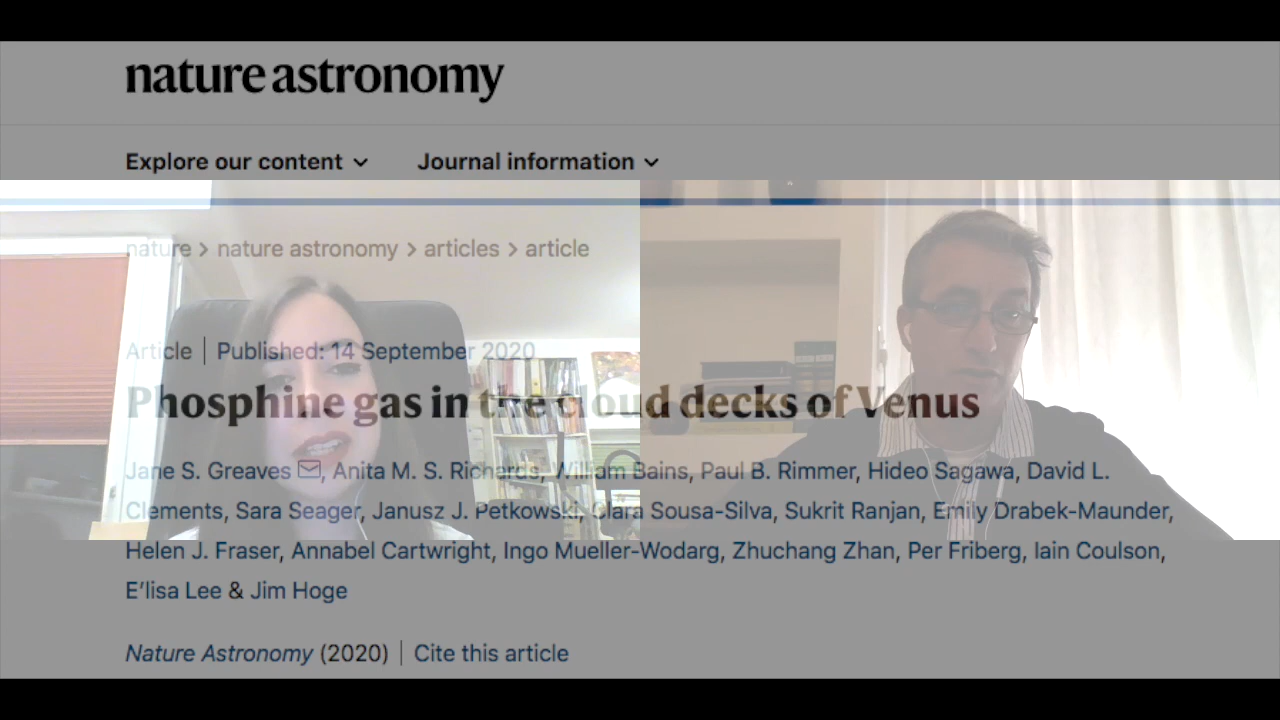 nature astronomy
Explore our content
Journal information
nature > nature astronomy > articles > article
Article | Published: 14 September 2020
Phosphine gas in the cloud decks of Venus
Jane S. Greaves, Anita M. S. Richards, William Bains, Paul B. Rimmer, Hideo Sagawa, David L.
Clements, Sara Seager, Janusz J. Petkowski, Clara Sousa-Silva, Sukrit Ranjan, Emily Drabek-Maunder,
Helen J. Fraser, Annabel Cartwright, Ingo Mueller-Wodarg, Zhuchang Zhan, Per Friberg, Iain Coulson,
E’lisa Lee & Jim Hoge
Nature Astronomy (2020) | Cite this article